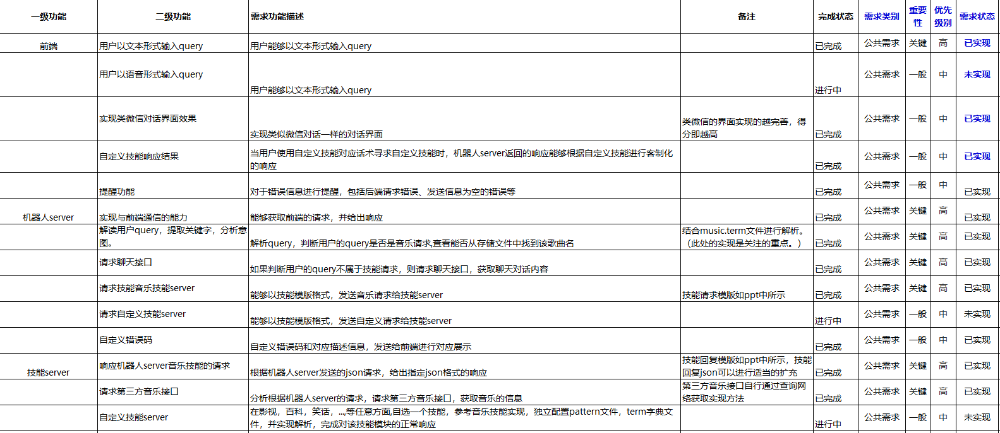 一级功能 二级功能 需求功能描述 备注 完成状态 需求类别 重要性 优先级别 需求状态
前端 用户以文本形式输入query 用户能够以文本形式输入query 已完成 公共需求 关键 高 已实现
用户以语音形式输入query 用户能够以文本形式输入query 进行中 公共需求 一般 中 未实现
实现类微信对话界面效果 实现类似微信对话一样的对话界面 类微信的界面实现的越完善，得分即越高 已完成 公共需求 一般 中 已实现
自定义技能响应结果 当用户使用自定义技能对应话术寻求自定义技能时，机器人server返回的响应能够根据自定义技能进行客制化的响应 已完成 公共需求 一般 中 已实现
提醒功能 对于错误信息进行提醒，包括后端请求错误、发送信息为空的错误等 已完成 公共需求 一般 中 已实现
机器人server 实现与前端通信的能力 能够获取前端的请求，并给出响应 已完成 公共需求 关键 高 已实现
解读用户query，提取关键字，分析意图。 解析query，判断用户的query是否是音乐请求,查看能否从存储文件中找到该歌曲名 结合music.term文件进行解析。（此处的实现是关注的重点。） 已完成 公共需求 关键 高 已实现
请求聊天接口 如果判断用户的query不属于技能请求，则请求聊天接口，获取聊天对话内容 已完成 公共需求 关键 高 已实现
请求技能音乐技能server 能够以技能模版格式，发送音乐请求给技能server 技能请求模版如ppt中所示 已完成 公共需求 关键 高 已实现
请求自定义技能server 能够以技能模版格式，发送自定义请求给技能server 进行中 公共需求 一般 中 未实现
自定义错误码 自定义错误码和对应描述信息，发送给前端进行对应展示 已完成 公共需求 一般 中 已实现
技能server 响应机器人server音乐技能的请求 根据机器人server发送的json请求，给出指定json格式的响应 技能回复模版如ppt中所示，技能回复json可以进行适当的扩充 已完成 公共需求 关键 高 已实现
请求第三方音乐接口 分析根据机器人server的请求，请求第三方音乐接口，获取音乐的信息 第三方音乐接口自行通过查询网络获取实现方法 已完成 公共需求 关键 高 已实现
自定义技能server 在影视，百科，笑话，...,等任意方面,自选一个技能，参考音乐技能实现，独立配置pattern文件，term字典文件，并实现解析，完成对该技能模块的正常响应 进行中 公共需求 一般 中 未实现